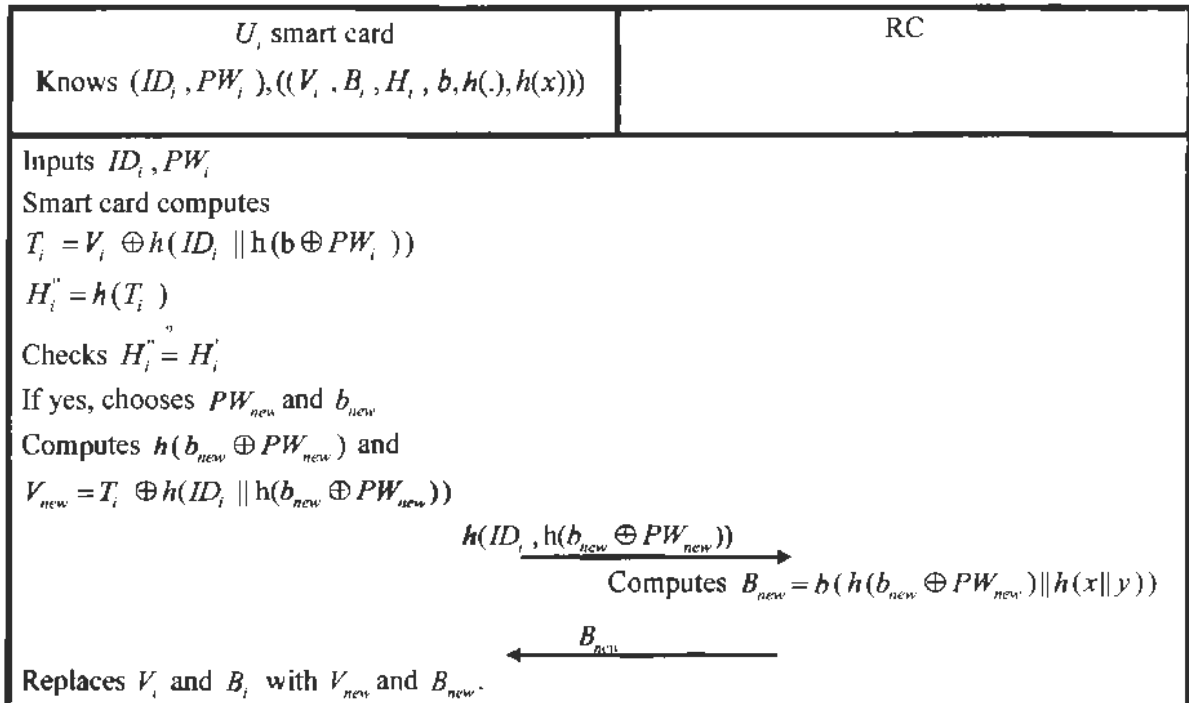 U_i smart card
RC
Knows (ID_i , PW_i ),((V_i , B_i , H_i , b, h(.), h(x)))
Inputs ID_i , PW_i
Smart card computes
T_i = V_i ⊕ h( ID_i || h(b ⊕ PW_i ))
H_i'' = h(T_i )
Checks H_i'' =? H_i'
If yes, chooses PW_new and b_new
Computes h(b_new ⊕ PW_new ) and
V_new = T_i ⊕ h(ID_i || h(b_new ⊕ PW_new ))
h(ID_i , h(b_new ⊕ PW_new ))
Computes B_new = b( h(b_new ⊕ PW_new ) || h(x || y))
B_new
Replaces V_i and B_i with V_new and B_new.